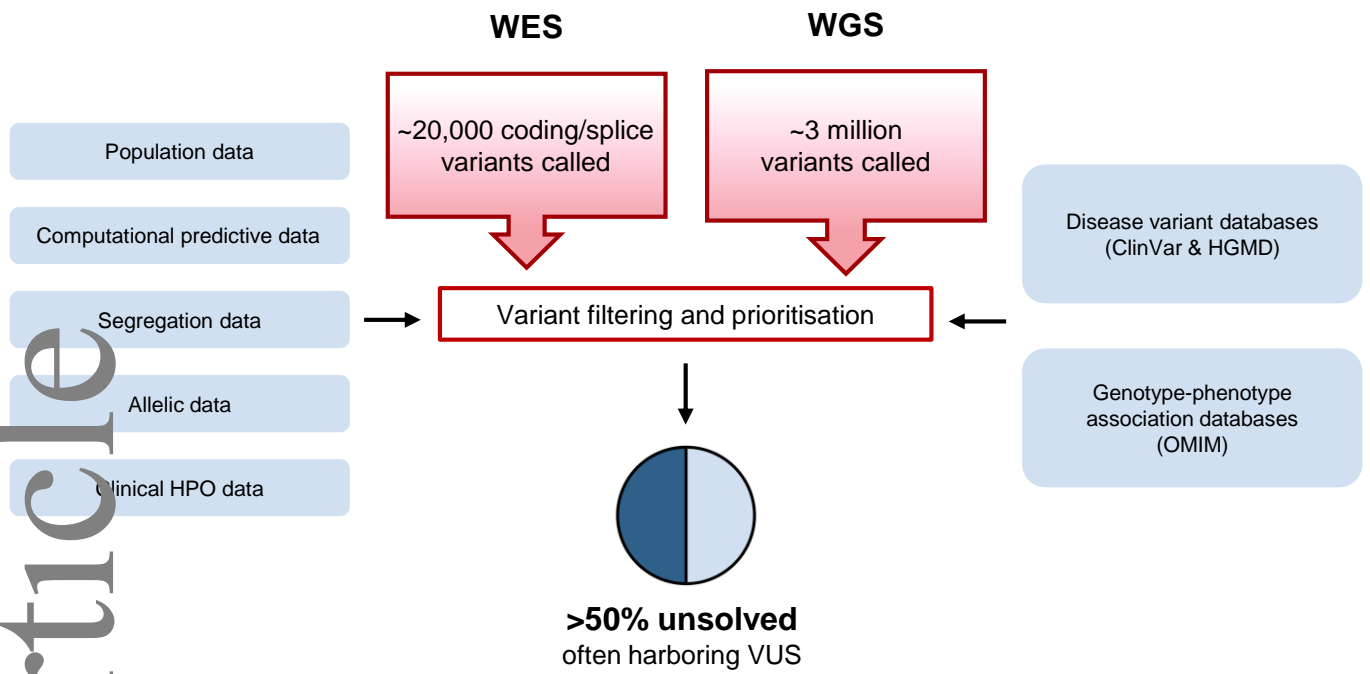 WES
WGS
~20,000 coding/splice
variants called
~3 million
variants called
Population data
Computational predictive data
Segregation data
Allelic data
Clinical HPO data
Disease variant databases
(ClinVar & HGMD)
Genotype-phenotype
association databases
(OMIM)
Variant filtering and prioritisation
>50% unsolved
often harboring VUS
ticle